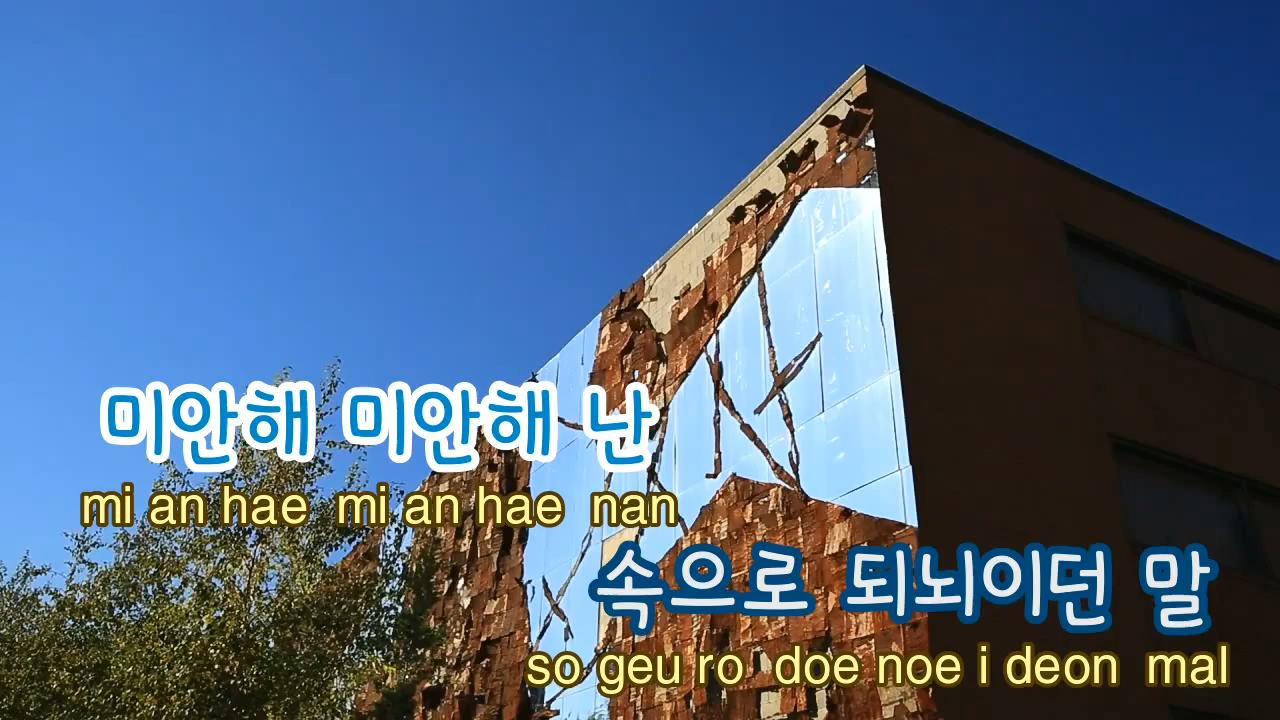 미안해 미안해 난
mi an hae mi an hae nan
속으로 되뇌이던 말
so geu ro doe noe i deon mal